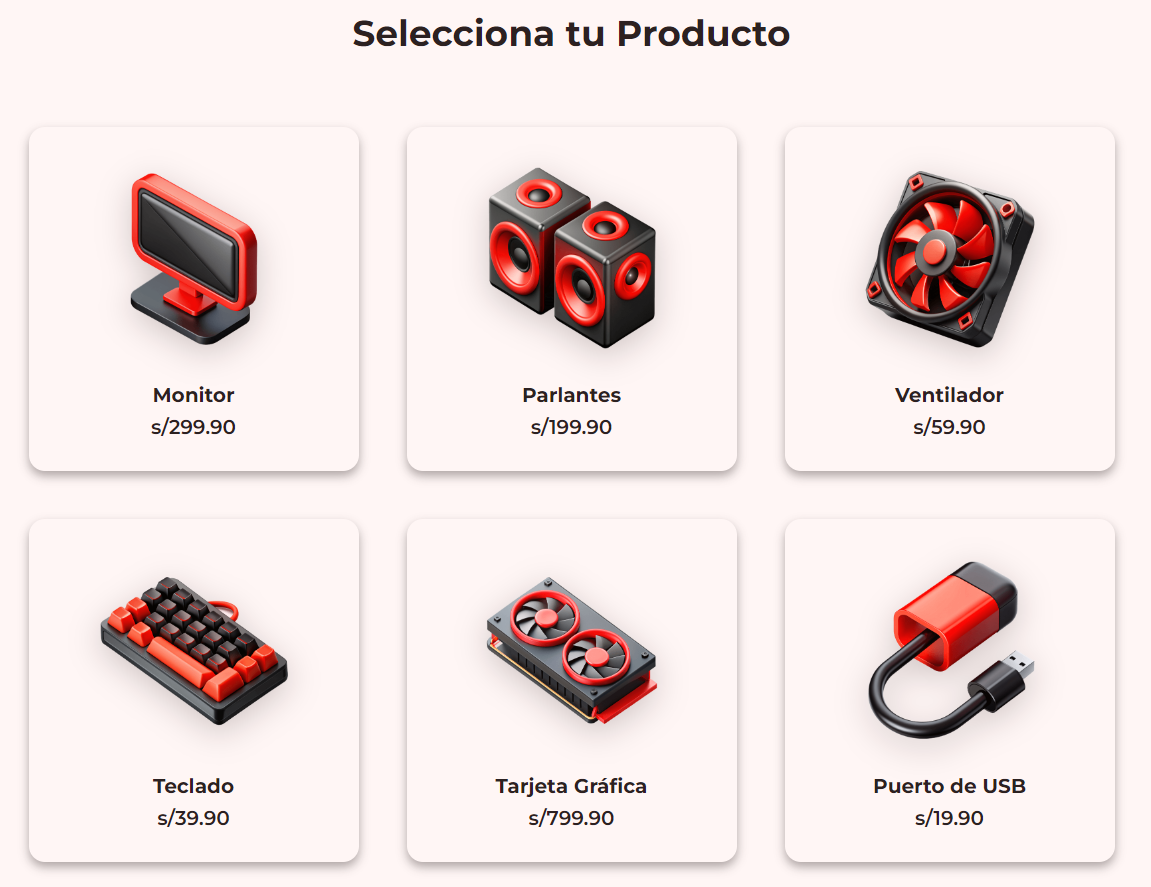 Selecciona tu Producto
Monitor
s/299.90
Parlantes
s/199.90
Ventilador
s/59.90
Teclado
s/39.90
Tarjeta Gráfica
s/799.90
Puerto de USB
s/19.90